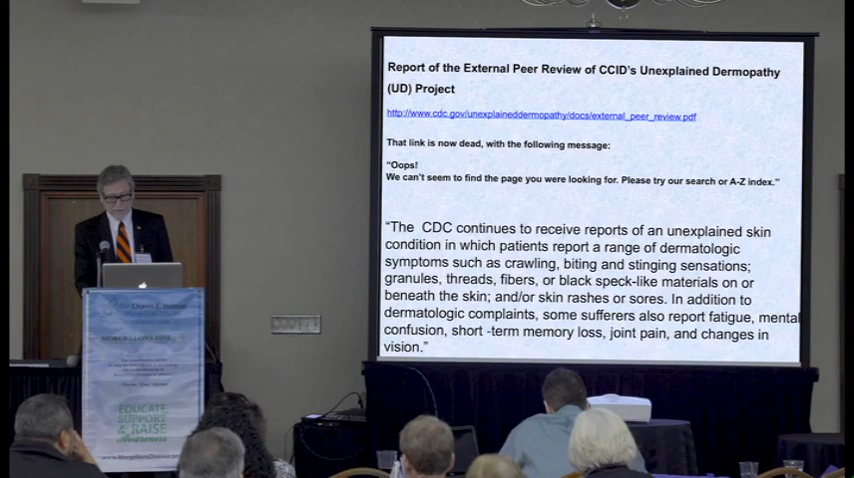 Report of the External Peer Review of CCID's Unexplained Dermopathy
(UD) Project
http://www.cdc.gov/unexplaineddermopathy/docs/external_peer_review.pdf
That link is now dead, with the following message:
"Oops!
We can't seem to find the page you were looking for. Please try our search or A-Z index."
"The CDC continues to receive reports of an unexplained skin
condition in which patients report a range of dermatologic
symptoms such as crawling, biting and stinging sensations;
granules, threads, fibers, or black speck-like materials on or
beneath the skin; and/or skin rashes or sores. In addition to
dermatologic complaints, some sufferers also report fatigue, mental
confusion, short -term memory loss, joint pain, and changes in
vision."
The Charles E. Holman
EDUCATE,
SUPPORT
& RAISE
Awareness